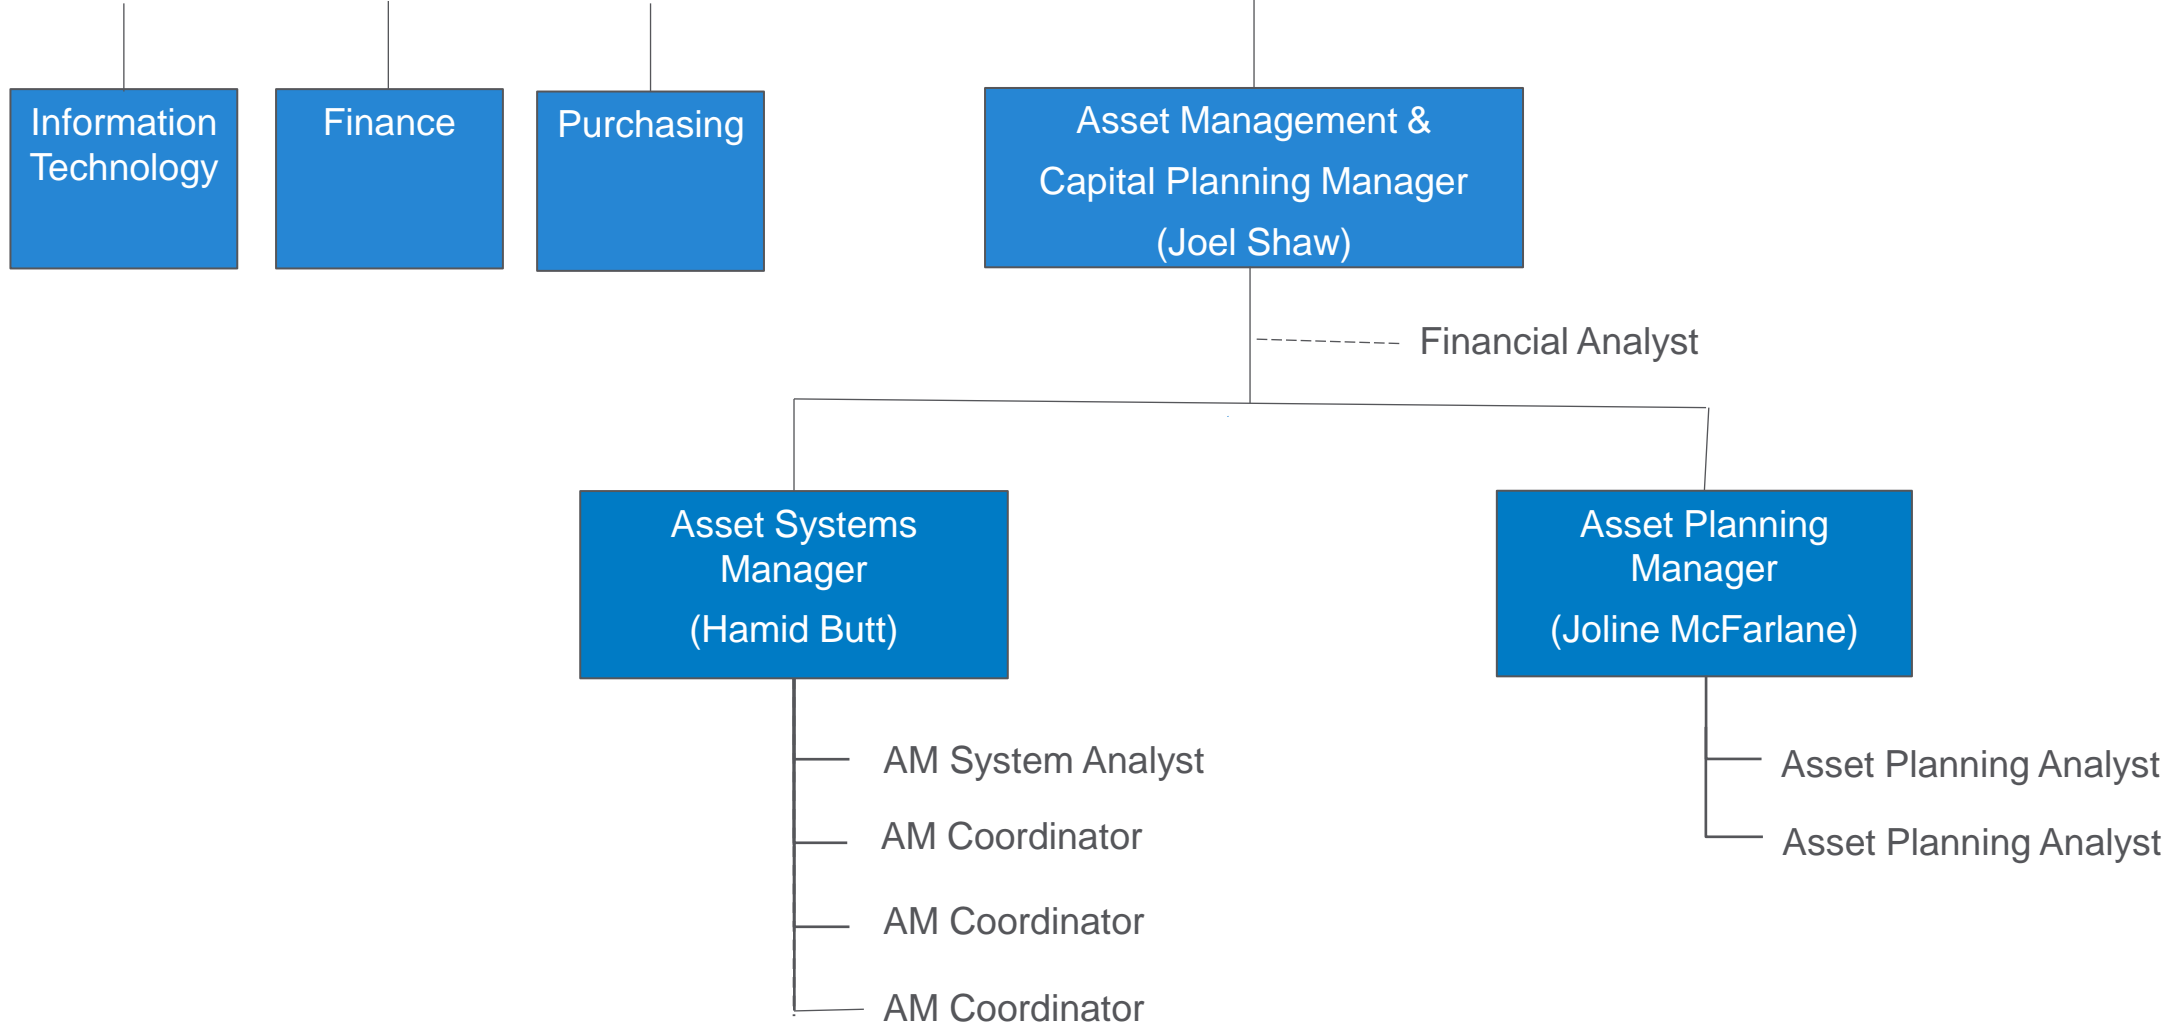 Information
Technology
Finance
Purchasing
Asset Management &
Capital Planning Manager
(Joel Shaw)
Financial Analyst
Asset Systems
Manager
(Hamid Butt)
Asset Planning
Manager
(Joline McFarlane)
AM System Analyst
AM Coordinator
AM Coordinator
AM Coordinator
Asset Planning Analyst
Asset Planning Analyst